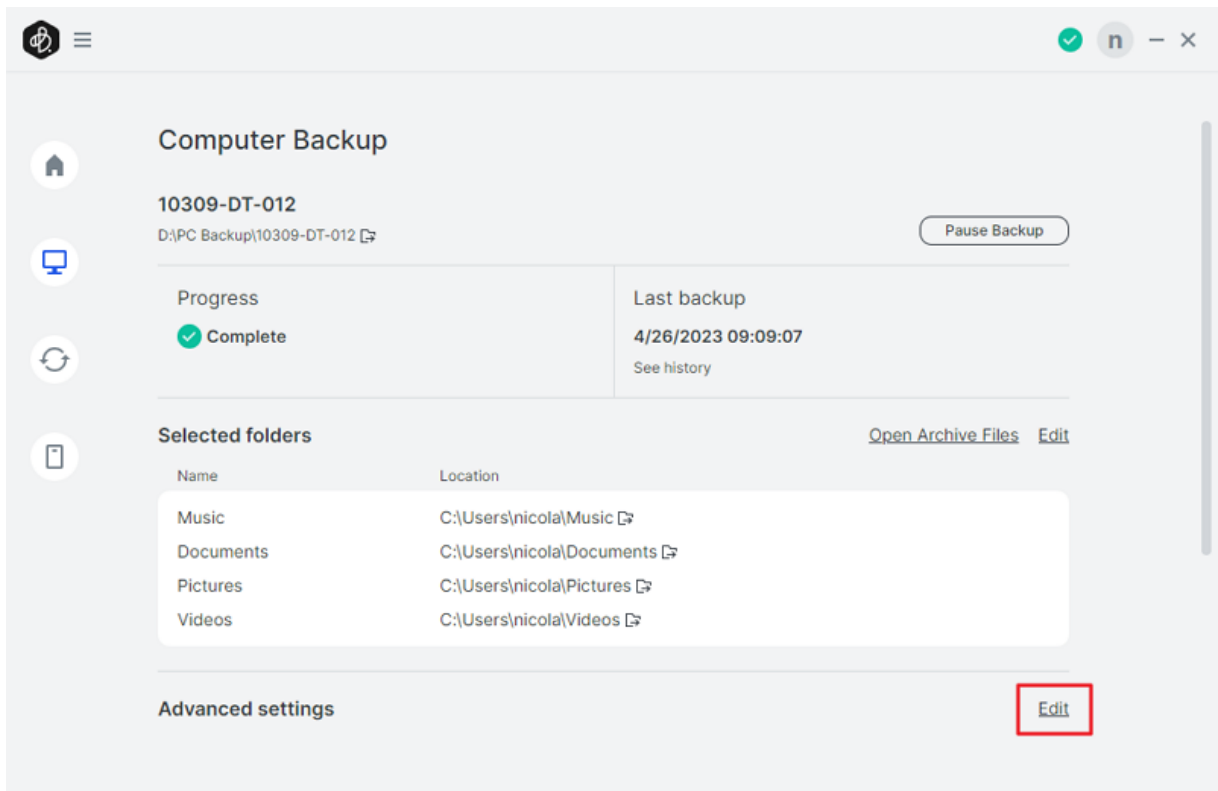 n
Computer Backup
10309-DT-012
D:\PC Backup\10309-DT-012
Pause Backup
Progress
Complete
Last backup
4/26/2023 09:09:07
See history
Selected folders
Open Archive Files Edit
Name Location
Music C:\Users\nicola\Music
Documents C:\Users\nicola\Documents
Pictures C:\Users\nicola\Pictures
Videos C:\Users\nicola\Videos
Advanced settings Edit